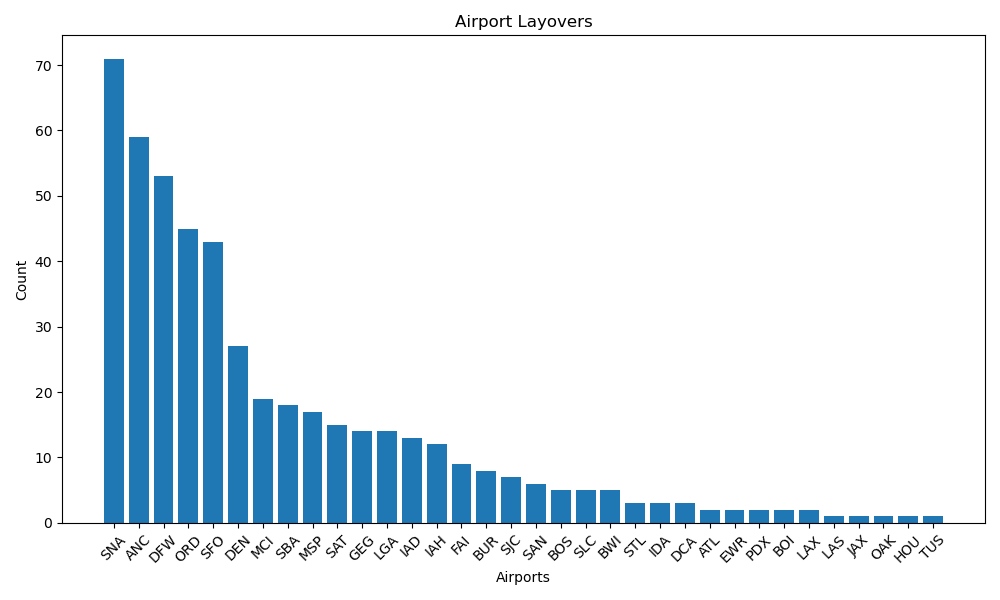 Airport Layovers
Count
70
60
50
40
30
20
10
0
SNA ANC DFW ORD SFO DEN MCI SBA MSP SAT GEG LGA IAD IAH FAI BUR SJC SAN BOS SLC BWI STL IDA DCA ATL EWR PDX BOI LAX LAS JAX OAK HOU TUS
Airports